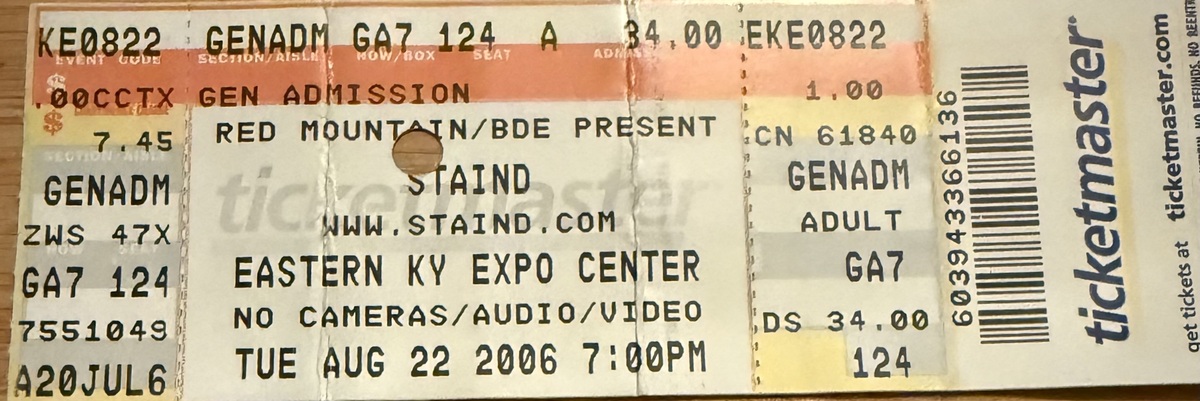 KE0822 GENADM GA7 124 A 34.00 EKE0822
EVENT CODE SECTION/AISLE ROW/BOX SEAT
.00CCTX GEN ADMISSION 1.00
7.45 RED MOUNTAIN/BDE PRESENT CN 61840
SECTION/AISLE
GENADM STAIND GENADM
ticketmaster
ZWS 47X WWW.STAIND.COM ADULT
GA7 124 EASTERN KY EXPO CENTER GA7
7551049 NO CAMERAS/AUDIO/VIDEO DS 34.00
A20JUL6 TUE AUG 22 2006 7:00PM 124
603943366136
ticketmaster
get tickets at ticketmaster.com